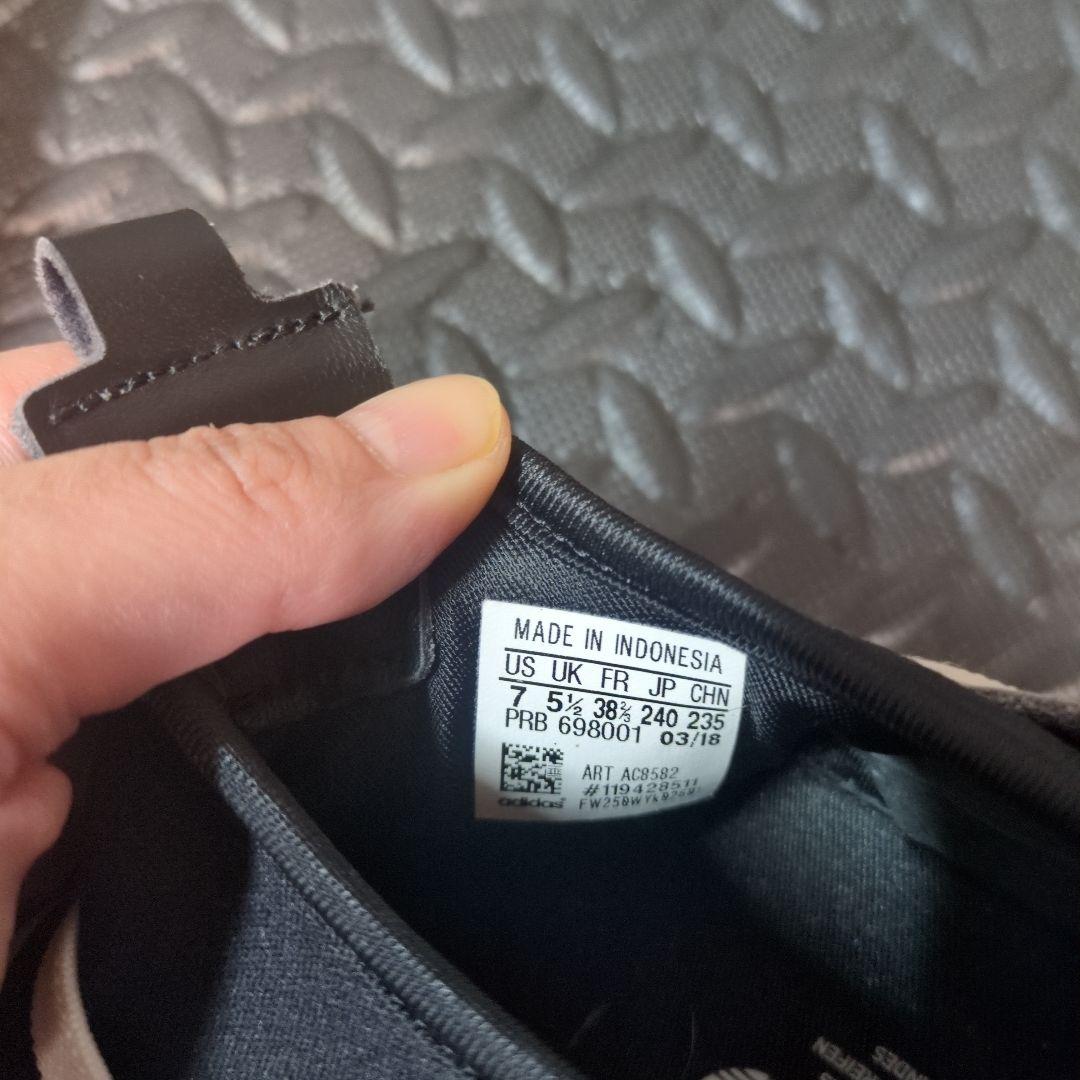 MADE IN INDONESIA
US UK FR JP CHN
7 5½ 38⅔ 240 235
PRB 698001 03/18
ART AC8582
#119428511
adidas